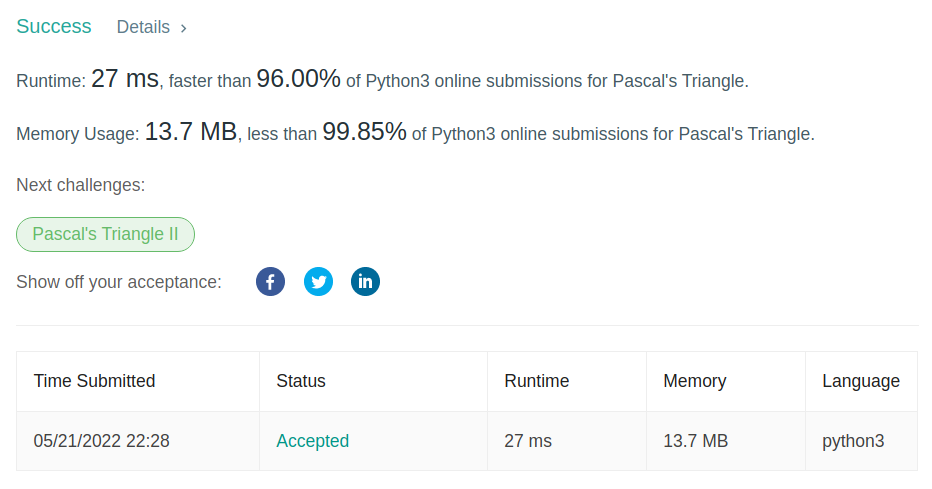 Success Details ›
Runtime: 27 ms, faster than 96.00% of Python3 online submissions for Pascal's Triangle.
Memory Usage: 13.7 MB, less than 99.85% of Python3 online submissions for Pascal's Triangle.
Next challenges:
Pascal's Triangle II
Show off your acceptance:
Time Submitted Status Runtime Memory Language
05/21/2022 22:28 Accepted 27 ms 13.7 MB python3